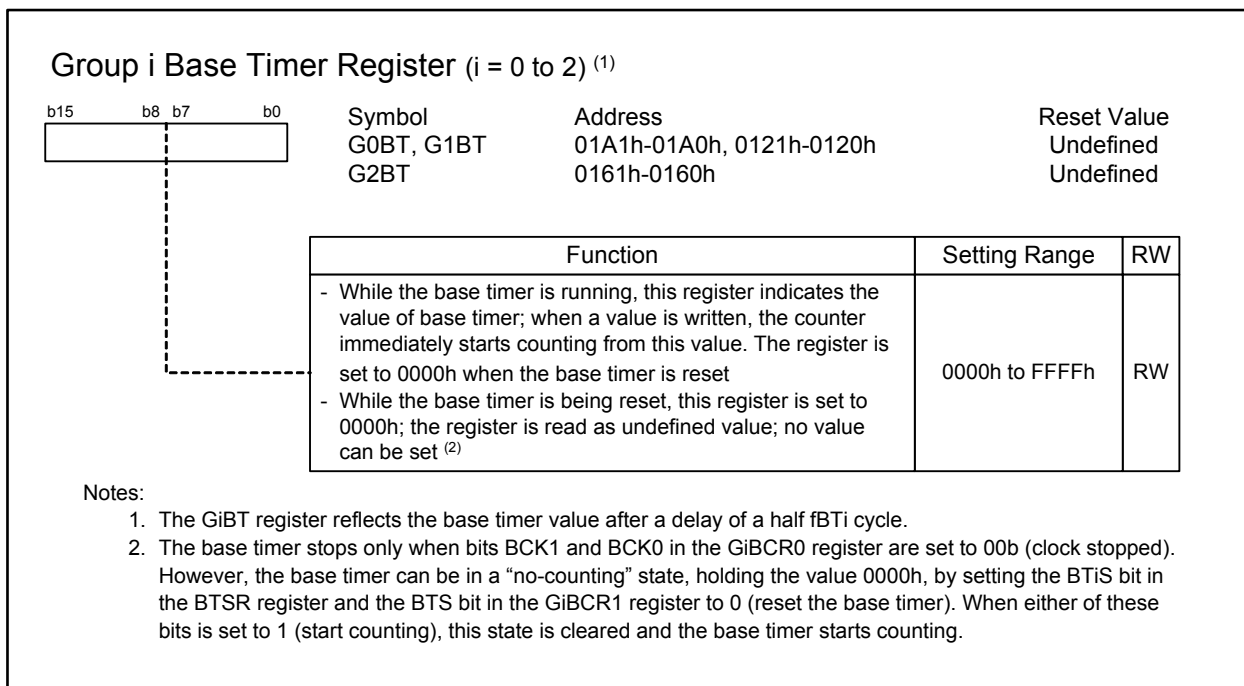 Group i Base Timer Register (i = 0 to 2) (1)
b15 b8 b7 b0
Symbol Address Reset Value
G0BT, G1BT 01A1h-01A0h, 0121h-0120h Undefined
G2BT 0161h-0160h Undefined
Function Setting Range RW
- While the base timer is running, this register indicates the
value of base timer; when a value is written, the counter
immediately starts counting from this value. The register is
set to 0000h when the base timer is reset
- While the base timer is being reset, this register is set to
0000h; the register is read as undefined value; no value
can be set (2)
0000h to FFFFh RW
Notes:
1. The GiBT register reflects the base timer value after a delay of a half fBTi cycle.
2. The base timer stops only when bits BCK1 and BCK0 in the GiBCR0 register are set to 00b (clock stopped).
However, the base timer can be in a “no-counting” state, holding the value 0000h, by setting the BTiS bit in
the BTSR register and the BTS bit in the GiBCR1 register to 0 (reset the base timer). When either of these
bits is set to 1 (start counting), this state is cleared and the base timer starts counting.